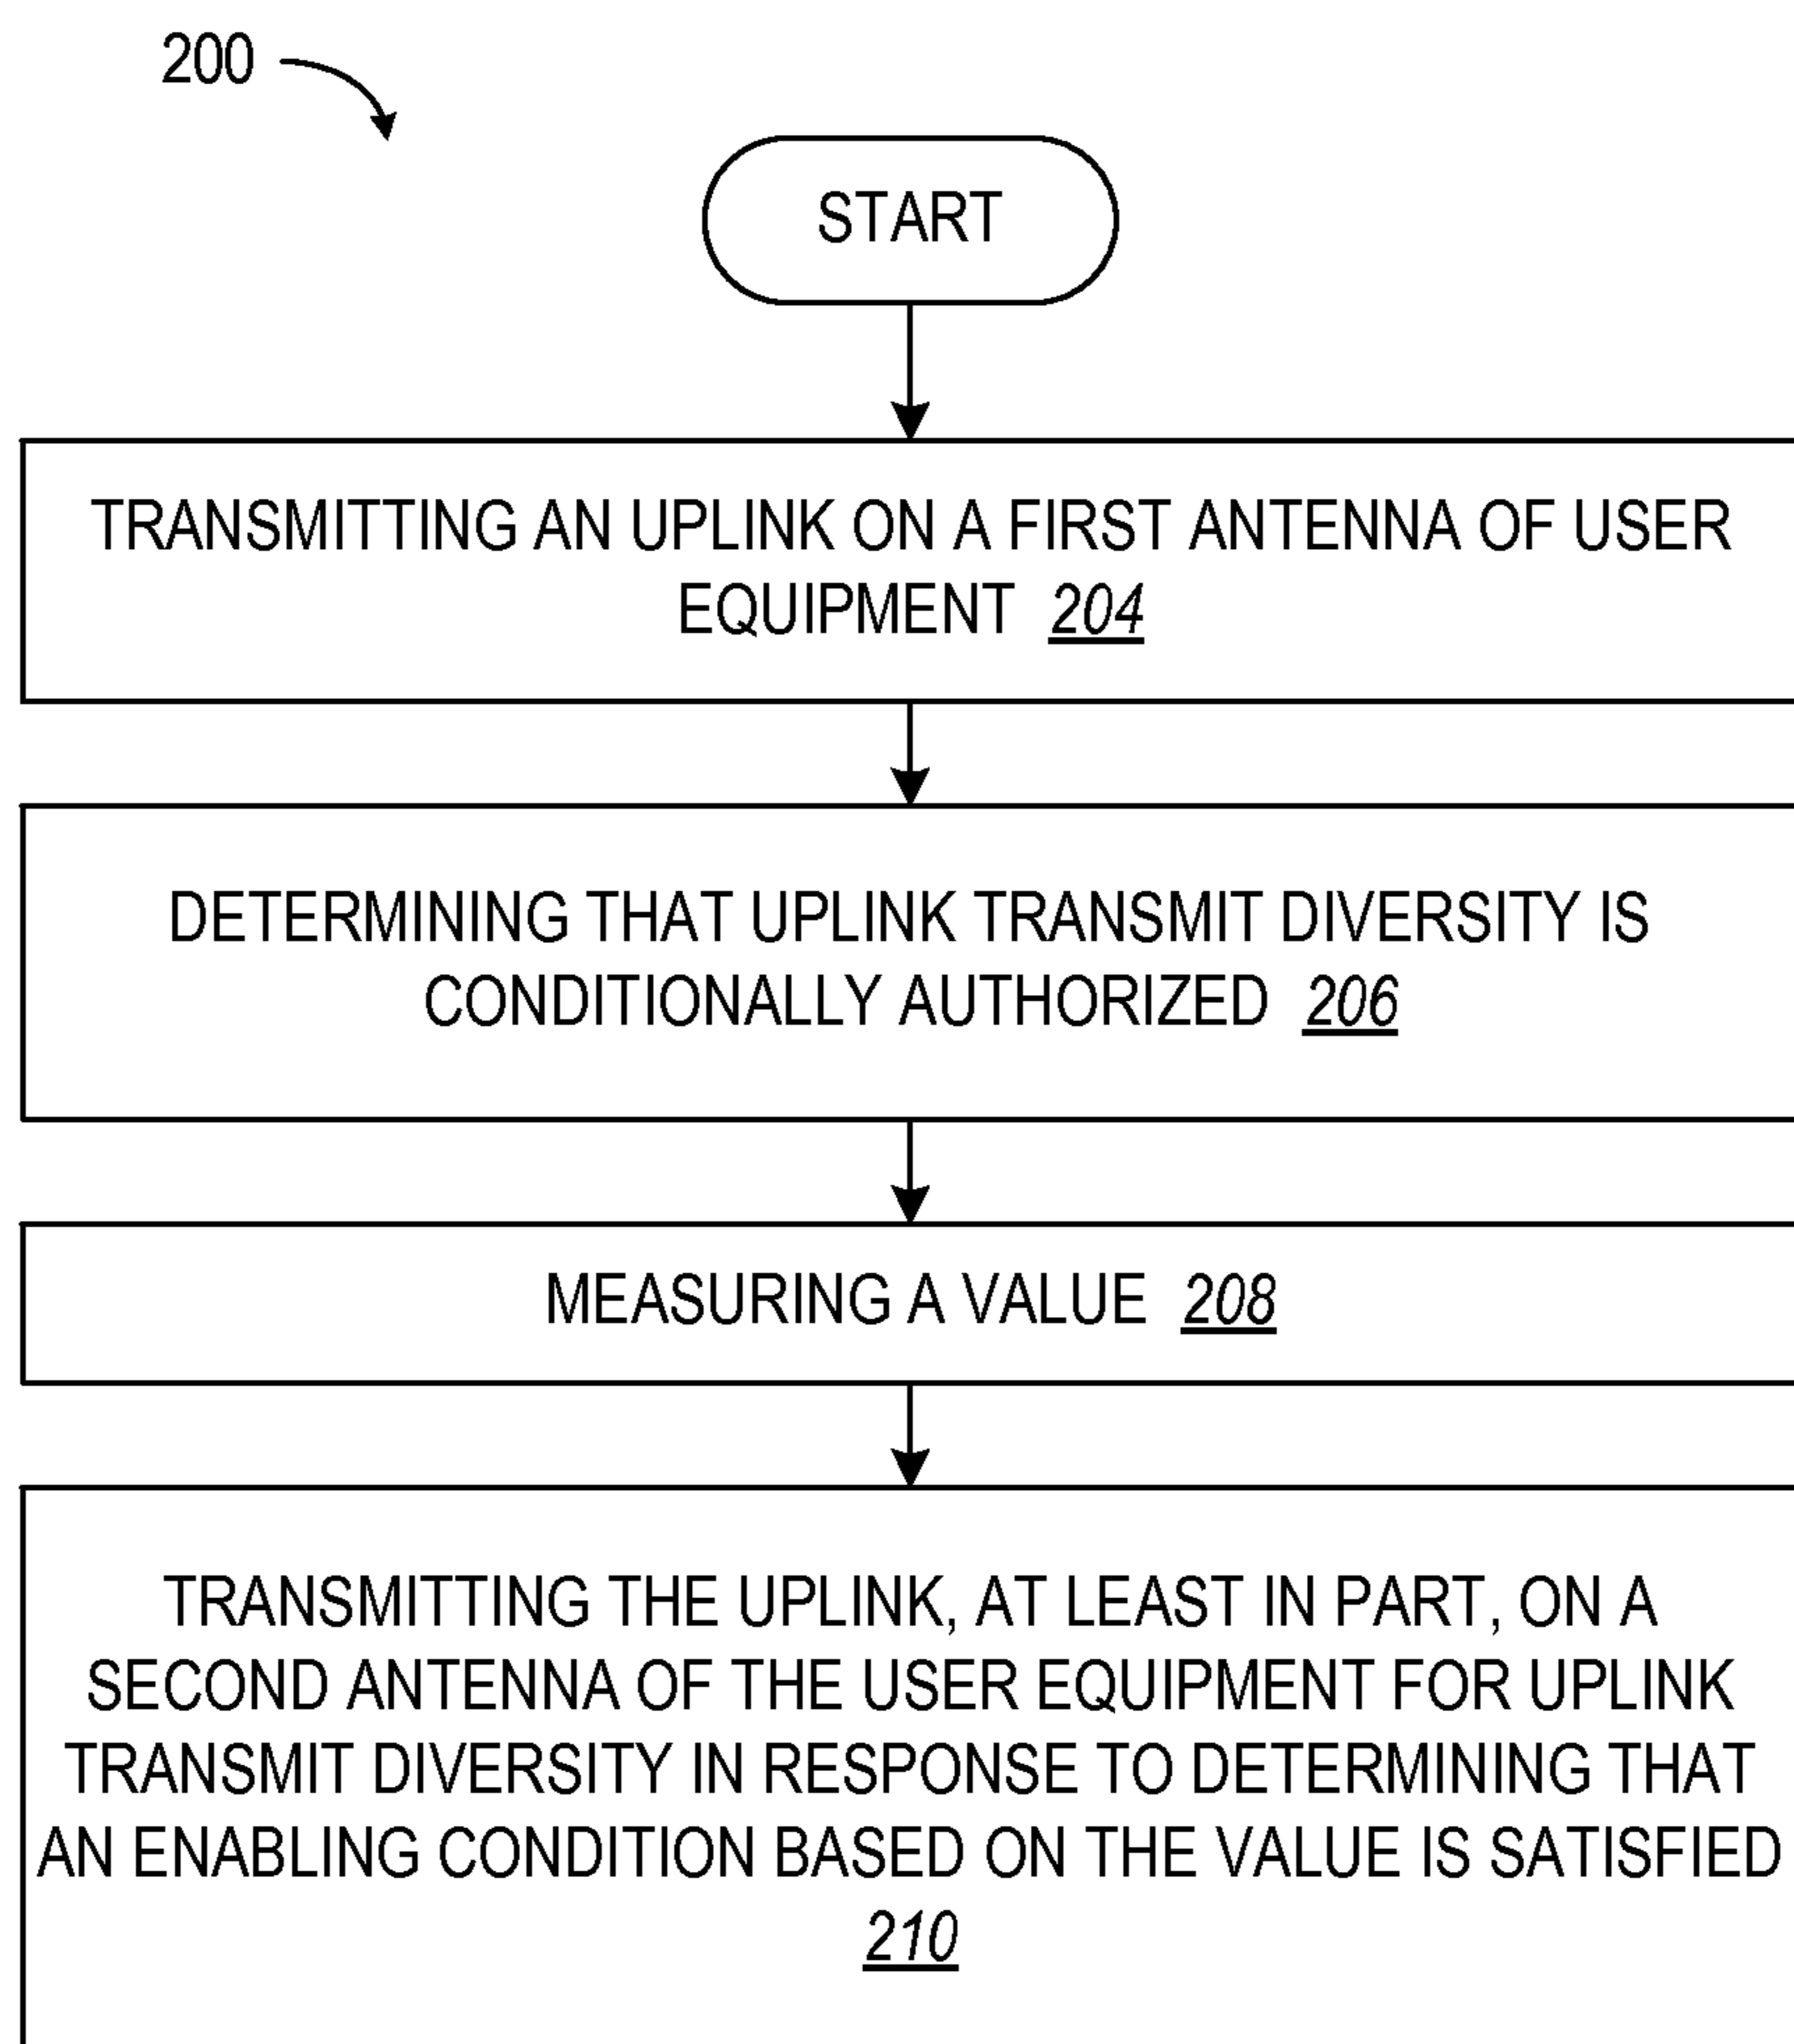 200
START
TRANSMITTING AN UPLINK ON A FIRST ANTENNA OF USER
EQUIPMENT 204
DETERMINING THAT UPLINK TRANSMIT DIVERSITY IS
CONDITIONALLY AUTHORIZED 206
MEASURING A VALUE 208
TRANSMITTING THE UPLINK, AT LEAST IN PART, ON A
SECOND ANTENNA OF THE USER EQUIPMENT FOR UPLINK
TRANSMIT DIVERSITY IN RESPONSE TO DETERMINING THAT
AN ENABLING CONDITION BASED ON THE VALUE IS SATISFIED
210